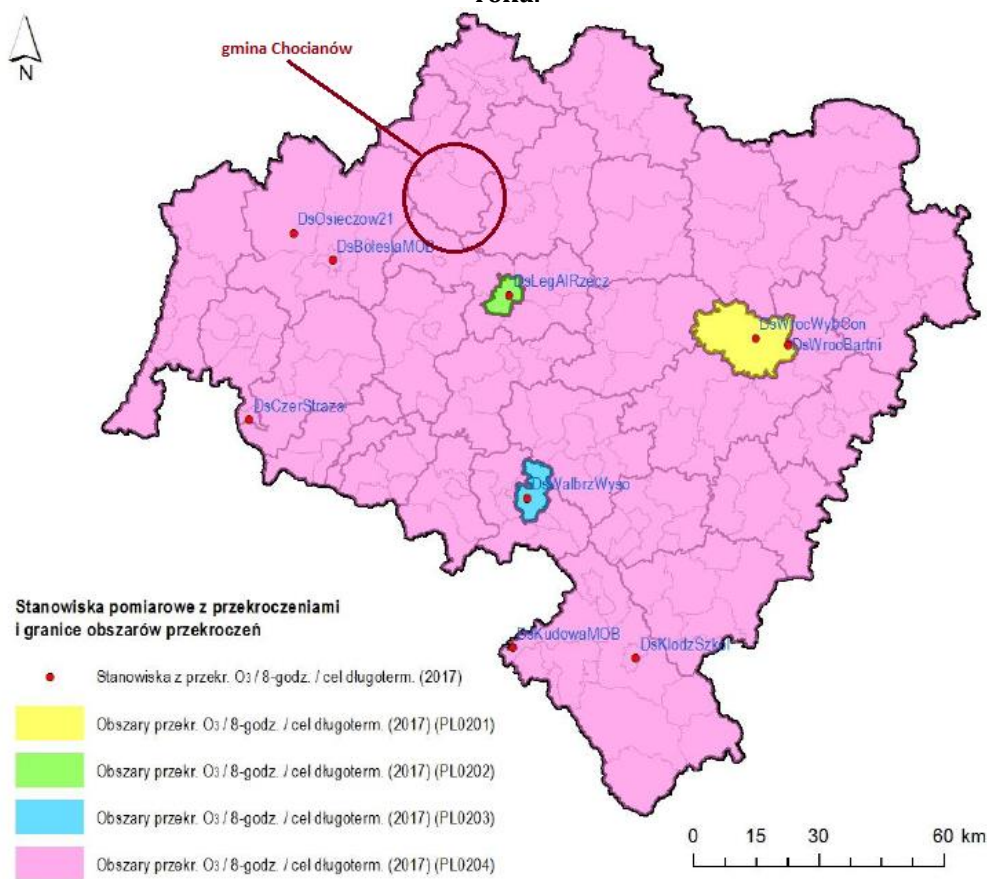 roku.
N
gmina Chocianów
DsOsieczow21
DsBolesłaMOB
DsLegAlRzecz
DsWrocWybCon
DsWrocBartni
DsCzerStraza
DsWalbrzWyso
DsKudowaMOB
DsKlodzSzkol
Stanowiska pomiarowe z przekroczeniami
i granice obszarów przekroczeń
Stanowiska z przekr. O3 / 8-godz. / cel długoterm. (2017)
Obszary przekr. O3 / 8-godz. / cel długoterm. (2017) (PL0201)
Obszary przekr. O3 / 8-godz. / cel długoterm. (2017) (PL0202)
Obszary przekr. O3 / 8-godz. / cel długoterm. (2017) (PL0203)
Obszary przekr. O3 / 8-godz. / cel długoterm. (2017) (PL0204)
0 15 30 60 km